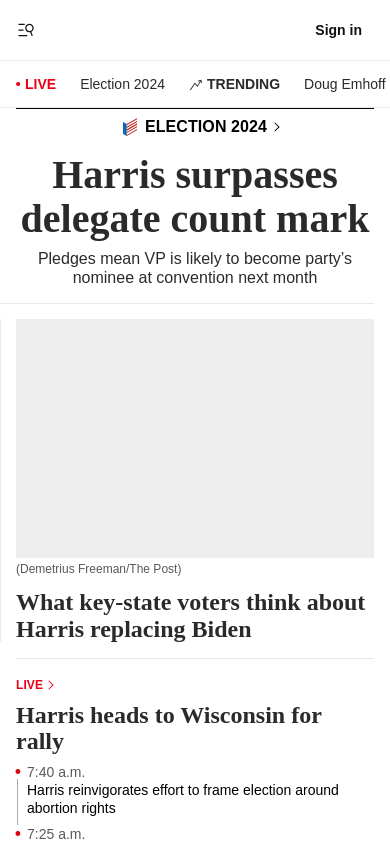 Sign in
LIVE Election 2024 TRENDING Doug Emhoff
ELECTION 2024
Harris surpasses
delegate count mark
Pledges mean VP is likely to become party’s
nominee at convention next month
(Demetrius Freeman/The Post)
What key-state voters think about
Harris replacing Biden
LIVE
Harris heads to Wisconsin for
rally
7:40 a.m.
Harris reinvigorates effort to frame election around
abortion rights
7:25 a.m.